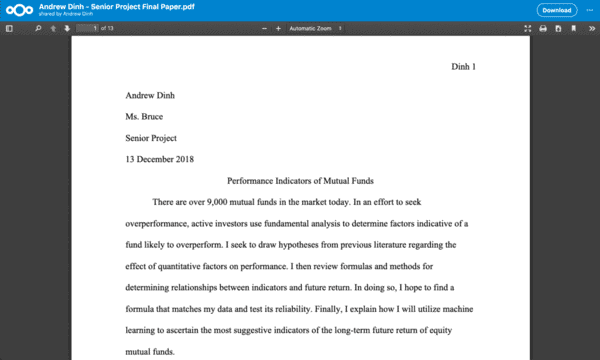 Andrew Dinh - Senior Project Final Paper.pdf
shared by Andrew Dinh
Download
1 of 13
Automatic Zoom
Dinh 1
Andrew Dinh
Ms. Bruce
Senior Project
13 December 2018
Performance Indicators of Mutual Funds
There are over 9,000 mutual funds in the market today. In an effort to seek
overperformance, active investors use fundamental analysis to determine factors indicative of a
fund likely to overperform. I seek to draw hypotheses from previous literature regarding the
effect of quantitative factors on performance. I then review formulas and methods for
determining relationships between indicators and future return. In doing so, I hope to find a
formula that matches my data and test its reliability. Finally, I explain how I will utilize machine
learning to ascertain the most suggestive indicators of the long-term future return of equity
mutual funds.